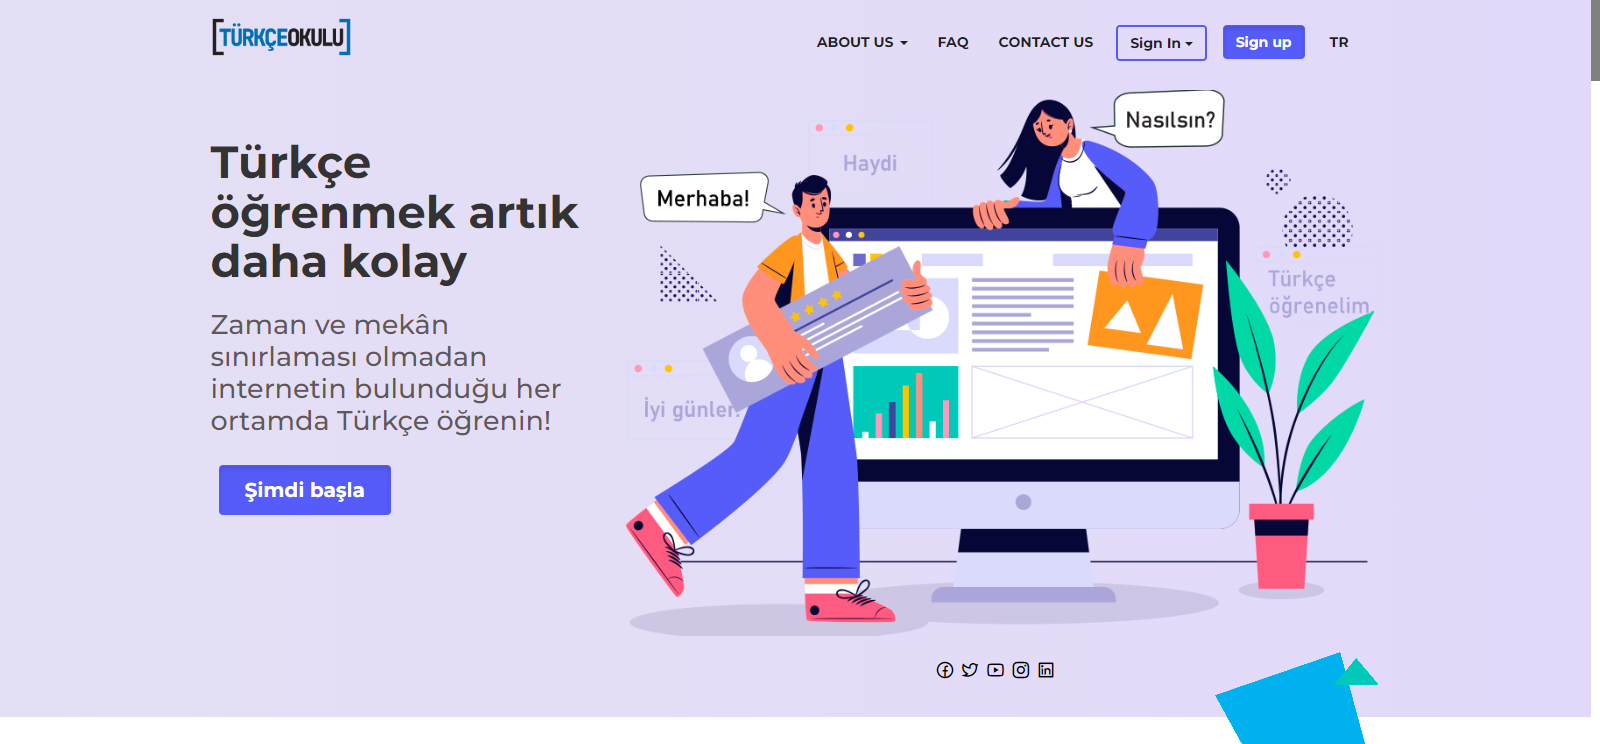 TÜRKÇEOKULU
ABOUT US
FAQ
CONTACT US
Sign In
Sign up
TR
Türkçe
öğrenmek artık
daha kolay
Zaman ve mekân
sınırlaması olmadan
internetin bulunduğu her
ortamda Türkçe öğrenin!
Şimdi başla
Merhaba!
Haydi
Nasılsın?
Türkçe
öğrenelim
İyi günler!